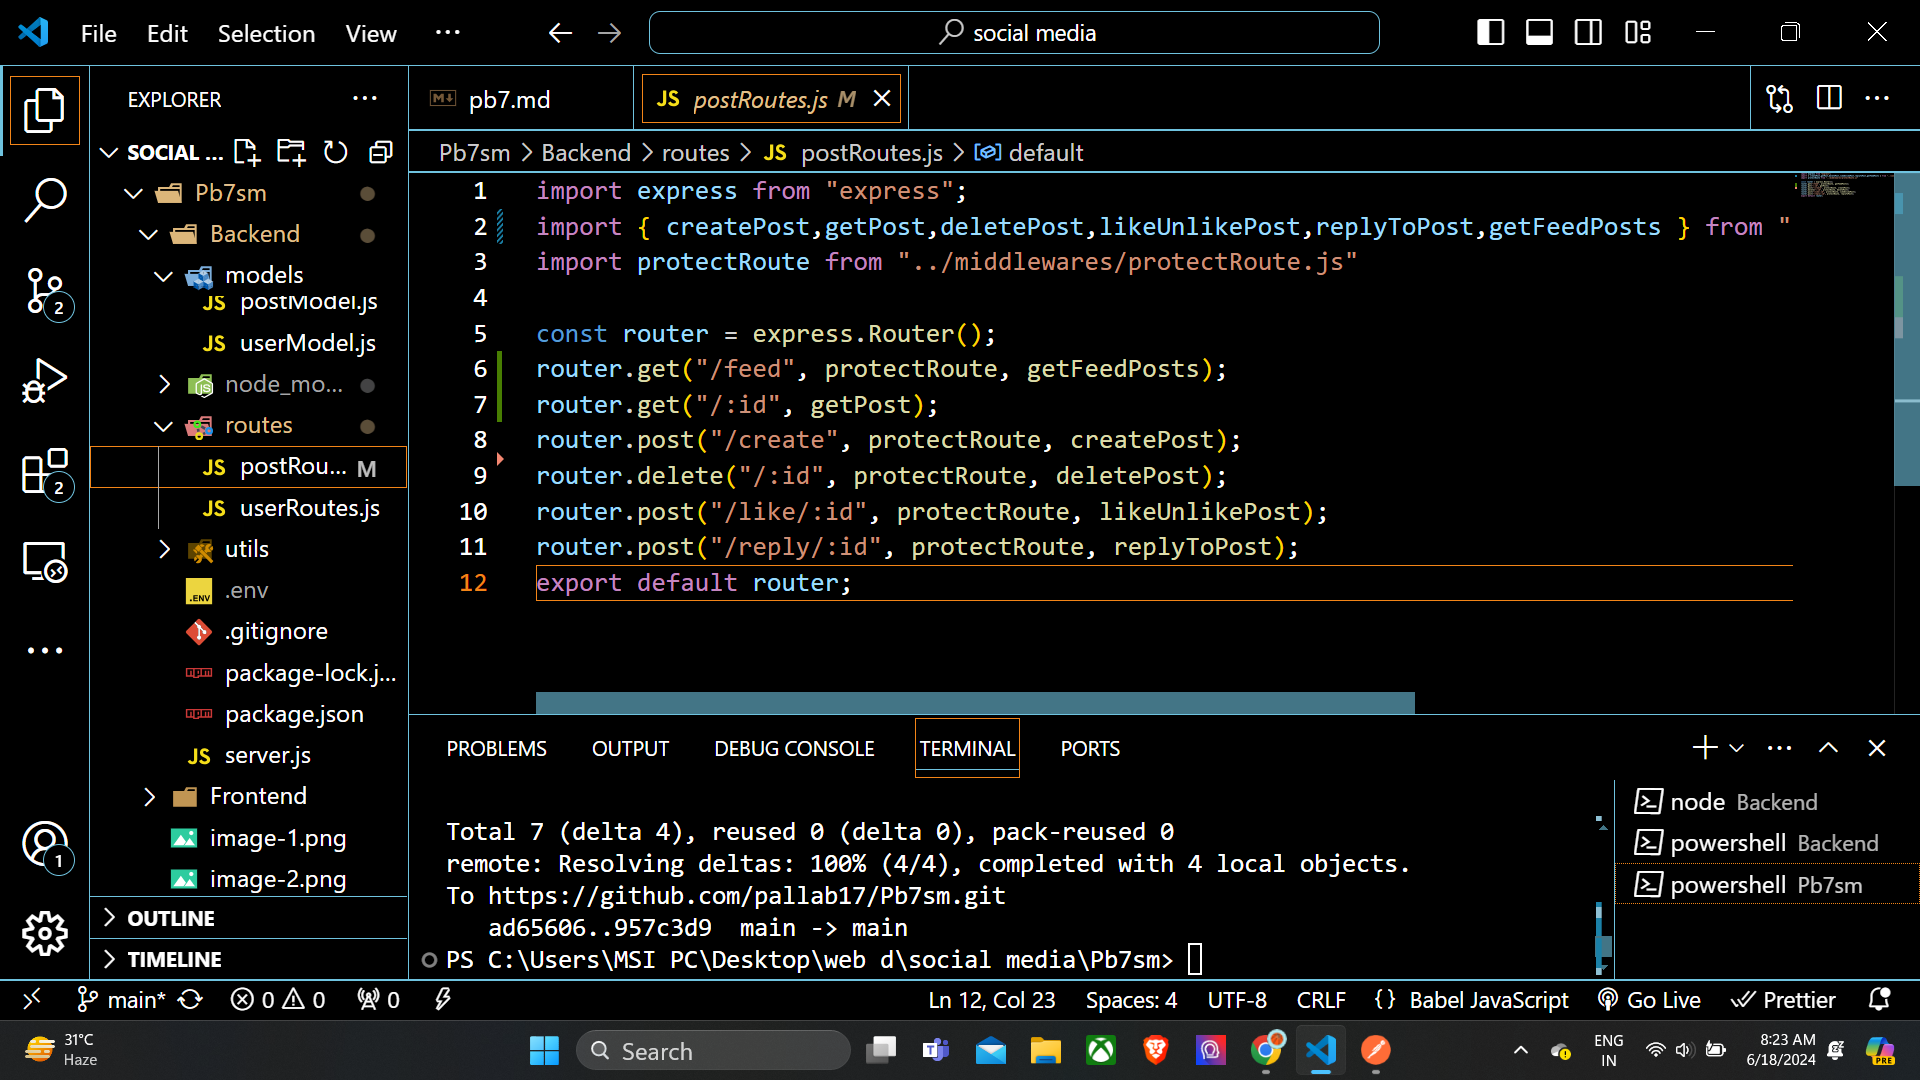 File Edit Selection View ··· social media
EXPLORER ···
SOCIAL ...
Pb7sm
Backend
models
postModel.js
userModel.js
node_mo...
routes
postRou... M
userRoutes.js
utils
.env
.gitignore
package-lock.j...
package.json
server.js
Frontend
image-1.png
image-2.png
OUTLINE
TIMELINE
2
2
1
pb7.md
JS postRoutes.js M
Pb7sm > Backend > routes > JS postRoutes.js > default
1 import express from "express";
2 import { createPost,getPost,deletePost,likeUnlikePost,replyToPost,getFeedPosts } from "
3 import protectRoute from "../middlewares/protectRoute.js"
4
5 const router = express.Router();
6 router.get("/feed", protectRoute, getFeedPosts);
7 router.get("/:id", getPost);
8 router.post("/create", protectRoute, createPost);
9 router.delete("/:id", protectRoute, deletePost);
10 router.post("/like/:id", protectRoute, likeUnlikePost);
11 router.post("/reply/:id", protectRoute, replyToPost);
12 export default router;
PROBLEMS OUTPUT DEBUG CONSOLE TERMINAL PORTS
Total 7 (delta 4), reused 0 (delta 0), pack-reused 0
remote: Resolving deltas: 100% (4/4), completed with 4 local objects.
To https://github.com/pallab17/Pb7sm.git
ad65606..957c3d9 main -> main
PS C:\Users\MSI PC\Desktop\web d\social media\Pb7sm>
node Backend
powershell Backend
powershell Pb7sm
main* 0 0 0 Ln 12, Col 23 Spaces: 4 UTF-8 CRLF {} Babel JavaScript Go Live Prettier
31°C
Haze
Search
ENG
IN
8:23 AM
6/18/2024
PRE